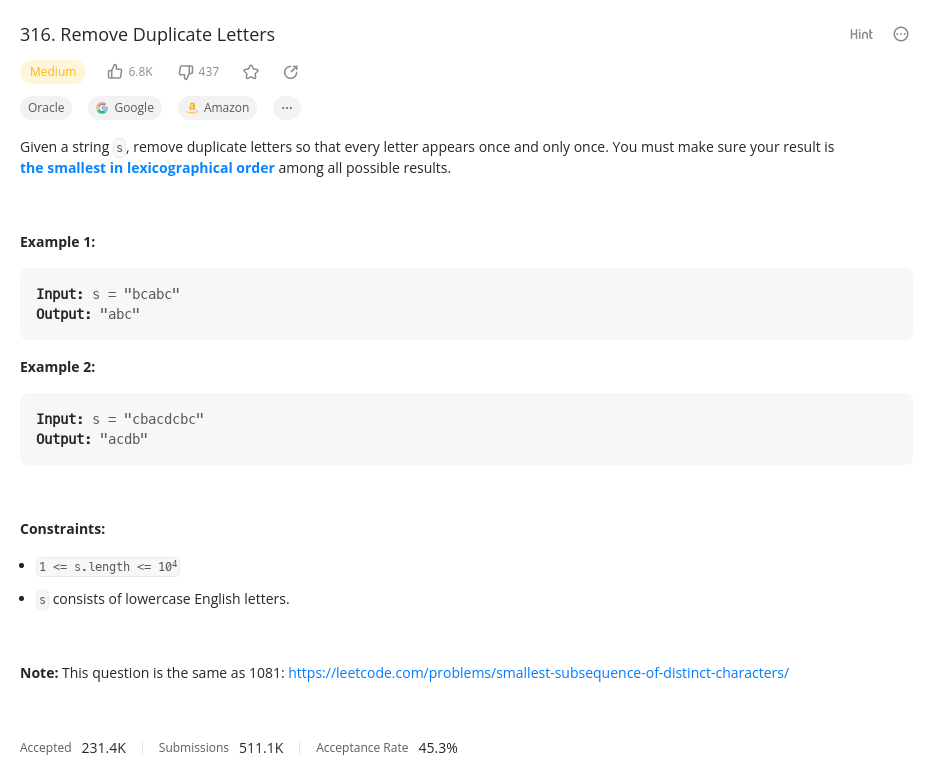 316. Remove Duplicate Letters
Hint
Medium 6.8K 437
Oracle Google Amazon ...
Given a string s, remove duplicate letters so that every letter appears once and only once. You must make sure your result is
the smallest in lexicographical order among all possible results.
Example 1:
Input: s = "bcabc"
Output: "abc"
Example 2:
Input: s = "cbacdcbc"
Output: "acdb"
Constraints:
• 1 <= s.length <= 10⁴
• s consists of lowercase English letters.
Note: This question is the same as 1081: https://leetcode.com/problems/smallest-subsequence-of-distinct-characters/
Accepted 231.4K Submissions 511.1K Acceptance Rate 45.3%